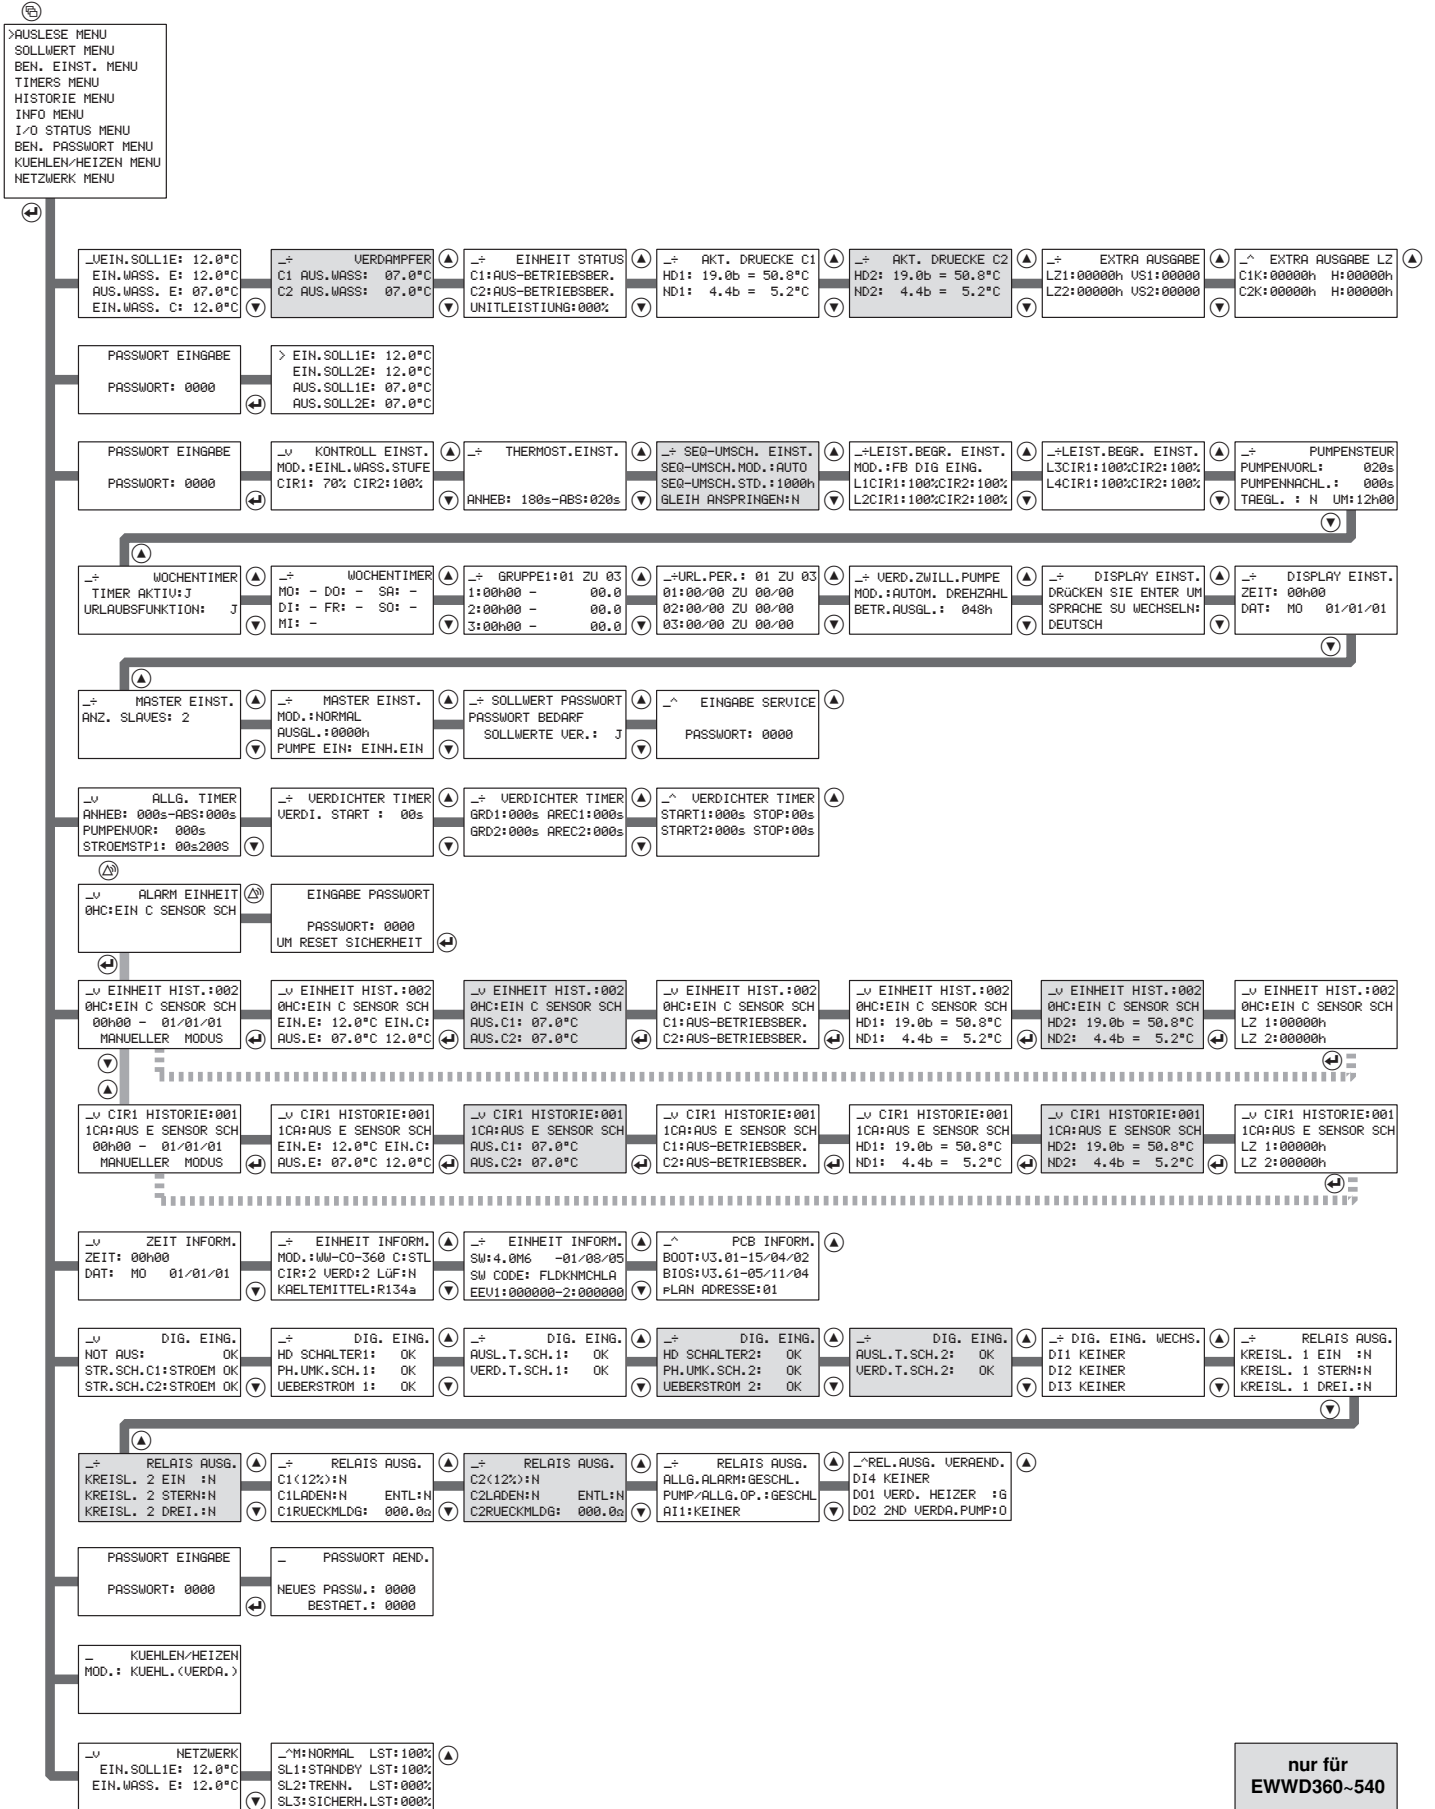 >AUSLESE MENU
SOLLWERT MENU
BEN. EINST. MENU
TIMERS MENU
HISTORIE MENU
INFO MENU
I/O STATUS MENU
BEN. PASSWORT MENU
KUEHLEN/HEIZEN MENU
NETZWERK MENU
_vEIN.SOLL1E: 12.0°C
EIN.WASS. E: 12.0°C
AUS.WASS. E: 07.0°C
EIN.WASS. C: 12.0°C
_÷ VERDAMPFER
C1 AUS.WASS: 07.0°C
C2 AUS.WASS: 07.0°C
_÷ EINHEIT STATUS
C1:AUS-BETRIEBSBER.
C2:AUS-BETRIEBSBER.
UNITLEISTIUNG:000%
_÷ AKT. DRUECKE C1
HD1: 19.0b = 50.8°C
ND1: 4.4b = 5.2°C
_÷ AKT. DRUECKE C2
HD2: 19.0b = 50.8°C
ND2: 4.4b = 5.2°C
_÷ EXTRA AUSGABE
LZ1:00000h VS1:00000
LZ2:00000h VS2:00000
_^ EXTRA AUSGABE LZ
C1K:00000h H:00000h
C2K:00000h H:00000h
PASSWORT EINGABE
PASSWORT: 0000
> EIN.SOLL1E: 12.0°C
EIN.SOLL2E: 12.0°C
AUS.SOLL1E: 07.0°C
AUS.SOLL2E: 07.0°C
PASSWORT EINGABE
PASSWORT: 0000
_v KONTROLL EINST.
MOD.:EINL.WASS.STUFE
CIR1: 70% CIR2:100%
_÷ THERMOST.EINST.
ANHEB: 180s-ABS:020s
_÷ SEQ-UMSCH. EINST.
SEQ-UMSCH.MOD.:AUTO
SEQ-UMSCH.STD.:1000h
GLEIH ANSPRINGEN:N
_÷LEIST.BEGR. EINST.
MOD.:FB DIG EING.
L1CIR1:100%CIR2:100%
L2CIR1:100%CIR2:100%
_÷LEIST.BEGR. EINST.
L3CIR1:100%CIR2:100%
L4CIR1:100%CIR2:100%
_÷ PUMPENSTEUR
PUMPENVORL: 020s
PUMPENNACHL.: 000s
TAEGL. : N UM:12h00
_÷ WOCHENTIMER
TIMER AKTIV:J
URLAUBSFUNKTION: J
_÷ WOCHENTIMER
MO: - DO: - SA: -
DI: - FR: - SO: -
MI: -
_÷ GRUPPE1:01 ZU 03
1:00h00 - 00.0
2:00h00 - 00.0
3:00h00 - 00.0
_÷URL.PER.: 01 ZU 03
01:00/00 ZU 00/00
02:00/00 ZU 00/00
03:00/00 ZU 00/00
_÷ VERD.ZWILL.PUMPE
MOD.:AUTOM. DREHZAHL
BETR.AUSGL.: 048h
_÷ DISPLAY EINST.
DRüCKEN SIE ENTER UM
SPRACHE SU WECHSELN:
DEUTSCH
_÷ DISPLAY EINST.
ZEIT: 00h00
DAT: MO 01/01/01
_÷ MASTER EINST.
ANZ. SLAVES: 2
_÷ MASTER EINST.
MOD.:NORMAL
AUSGL.:0000h
PUMPE EIN: EINH.EIN
_÷ SOLLWERT PASSWORT
PASSWORT BEDARF
SOLLWERTE VER.: J
_^ EINGABE SERVICE
PASSWORT: 0000
_v ALLG. TIMER
ANHEB: 000s-ABS:000s
PUMPENVOR: 000s
STROEMSTP1: 00s200S
_÷ VERDICHTER TIMER
VERDI. START : 00s
_÷ VERDICHTER TIMER
GRD1:000s AREC1:000s
GRD2:000s AREC2:000s
_^ VERDICHTER TIMER
START1:000s STOP:00s
START2:000s STOP:00s
_v ALARM EINHEIT
0HC:EIN C SENSOR SCH
EINGABE PASSWORT
PASSWORT: 0000
UM RESET SICHERHEIT
_v EINHEIT HIST.:002
0HC:EIN C SENSOR SCH
00h00 - 01/01/01
MANUELLER MODUS
_v EINHEIT HIST.:002
0HC:EIN C SENSOR SCH
EIN.E: 12.0°C EIN.C:
AUS.E: 07.0°C 12.0°C
_v EINHEIT HIST.:002
0HC:EIN C SENSOR SCH
AUS.C1: 07.0°C
AUS.C2: 07.0°C
_v EINHEIT HIST.:002
0HC:EIN C SENSOR SCH
C1:AUS-BETRIEBSBER.
C2:AUS-BETRIEBSBER.
_v EINHEIT HIST.:002
0HC:EIN C SENSOR SCH
HD1: 19.0b = 50.8°C
ND1: 4.4b = 5.2°C
_v EINHEIT HIST.:002
0HC:EIN C SENSOR SCH
HD2: 19.0b = 50.8°C
ND2: 4.4b = 5.2°C
_v EINHEIT HIST.:002
0HC:EIN C SENSOR SCH
LZ 1:00000h
LZ 2:00000h
_v CIR1 HISTORIE:001
1CA:AUS E SENSOR SCH
00h00 - 01/01/01
MANUELLER MODUS
_v CIR1 HISTORIE:001
1CA:AUS E SENSOR SCH
EIN.E: 12.0°C EIN.C:
AUS.E: 07.0°C 12.0°C
_v CIR1 HISTORIE:001
1CA:AUS E SENSOR SCH
AUS.C1: 07.0°C
AUS.C2: 07.0°C
_v CIR1 HISTORIE:001
1CA:AUS E SENSOR SCH
C1:AUS-BETRIEBSBER.
C2:AUS-BETRIEBSBER.
_v CIR1 HISTORIE:001
1CA:AUS E SENSOR SCH
HD1: 19.0b = 50.8°C
ND1: 4.4b = 5.2°C
_v CIR1 HISTORIE:001
1CA:AUS E SENSOR SCH
HD2: 19.0b = 50.8°C
ND2: 4.4b = 5.2°C
_v CIR1 HISTORIE:001
1CA:AUS E SENSOR SCH
LZ 1:00000h
LZ 2:00000h
_v ZEIT INFORM.
ZEIT: 00h00
DAT: MO 01/01/01
_÷ EINHEIT INFORM.
MOD.:WW-CO-360 C:STL
CIR:2 VERD:2 LüF:N
KAELTEMITTEL:R134a
_÷ EINHEIT INFORM.
SW:4.0M6 -01/08/05
SW CODE: FLDKNMCHLA
EEV1:000000-2:000000
_^ PCB INFORM.
BOOT:V3.01-15/04/02
BIOS:V3.61-05/11/04
pLAN ADRESSE:01
_v DIG. EING.
NOT AUS: OK
STR.SCH.C1:STROEM OK
STR.SCH.C2:STROEM OK
_÷ DIG. EING.
HD SCHALTER1: OK
PH.UMK.SCH.1: OK
UEBERSTROM 1: OK
_÷ DIG. EING.
AUSL.T.SCH.1: OK
VERD.T.SCH.1: OK
_÷ DIG. EING.
HD SCHALTER2: OK
PH.UMK.SCH.2: OK
UEBERSTROM 2: OK
_÷ DIG. EING.
AUSL.T.SCH.2: OK
VERD.T.SCH.2: OK
_÷ DIG. EING. WECHS.
DI1 KEINER
DI2 KEINER
DI3 KEINER
_÷ RELAIS AUSG.
KREISL. 1 EIN :N
KREISL. 1 STERN:N
KREISL. 1 DREI.:N
_÷ RELAIS AUSG.
KREISL. 2 EIN :N
KREISL. 2 STERN:N
KREISL. 2 DREI.:N
_÷ RELAIS AUSG.
C1(12%):N
C1LADEN:N ENTL:N
C1RUECKMLDG: 000.0Ω
_÷ RELAIS AUSG.
C2(12%):N
C2LADEN:N ENTL:N
C2RUECKMLDG: 000.0Ω
_÷ RELAIS AUSG.
ALLG.ALARM:GESCHL.
PUMP/ALLG.OP.:GESCHL
AI1:KEINER
_^REL.AUSG. VERAEND.
DI4 KEINER
DO1 VERD. HEIZER :G
DO2 2ND VERDA.PUMP:O
PASSWORT EINGABE
PASSWORT: 0000
_ PASSWORT AEND.
NEUES PASSW.: 0000
BESTAET.: 0000
_ KUEHLEN/HEIZEN
MOD.: KUEHL.(VERDA.)
_v NETZWERK
EIN.SOLL1E: 12.0°C
EIN.WASS. E: 12.0°C
_^M:NORMAL LST:100%
SL1:STANDBY LST:100%
SL2:TRENN. LST:000%
SL3:SICHERH.LST:000%
nur für
EWWD360~540